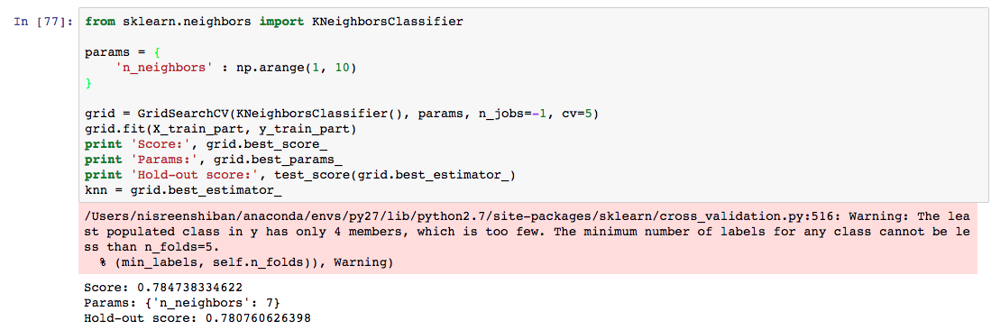 In [77]: from sklearn.neighbors import KNeighborsClassifier
params = {
    'n_neighbors' : np.arange(1, 10)
}
grid = GridSearchCV(KNeighborsClassifier(), params, n_jobs=-1, cv=5)
grid.fit(X_train_part, y_train_part)
print 'Score:', grid.best_score_
print 'Params:', grid.best_params_
print 'Hold-out score:', test_score(grid.best_estimator_)
knn = grid.best_estimator_
/Users/nisreenshiban/anaconda/envs/py27/lib/python2.7/site-packages/sklearn/cross_validation.py:516: Warning: The lea
st populated class in y has only 4 members, which is too few. The minimum number of labels for any class cannot be le
ss than n_folds=5.
  % (min_labels, self.n_folds)), Warning)
Score: 0.784738334622
Params: {'n_neighbors': 7}
Hold-out score: 0.780760626398